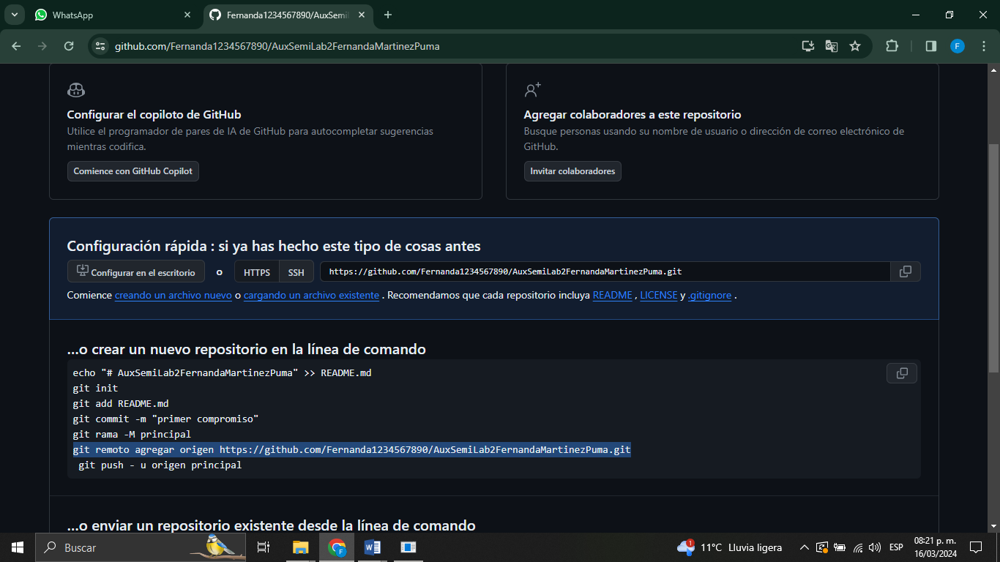 WhatsApp
Fernanda1234567890/AuxSemiL
github.com/Fernanda1234567890/AuxSemiLab2FernandaMartinezPuma
F
Configurar el copiloto de GitHub
Utilice el programador de pares de IA de GitHub para autocompletar sugerencias
mientras codifica.
Comience con GitHub Copilot
Agregar colaboradores a este repositorio
Busque personas usando su nombre de usuario o dirección de correo electrónico de
GitHub.
Invitar colaboradores
Configuración rápida : si ya has hecho este tipo de cosas antes
Configurar en el escritorio o HTTPS SSH https://github.com/Fernanda1234567890/AuxSemiLab2FernandaMartinezPuma.git
Comience creando un archivo nuevo o cargando un archivo existente . Recomendamos que cada repositorio incluya README , LICENSE y .gitignore .
...o crear un nuevo repositorio en la línea de comando
echo "# AuxSemiLab2FernandaMartinezPuma" >> README.md
git init
git add README.md
git commit -m "primer compromiso"
git rama -M principal
git remoto agregar origen https://github.com/Fernanda1234567890/AuxSemiLab2FernandaMartinezPuma.git
git push - u origen principal
...o enviar un repositorio existente desde la línea de comando
Buscar
F
W
1
11°C Lluvia ligera
ESP
08:21 p. m.
16/03/2024